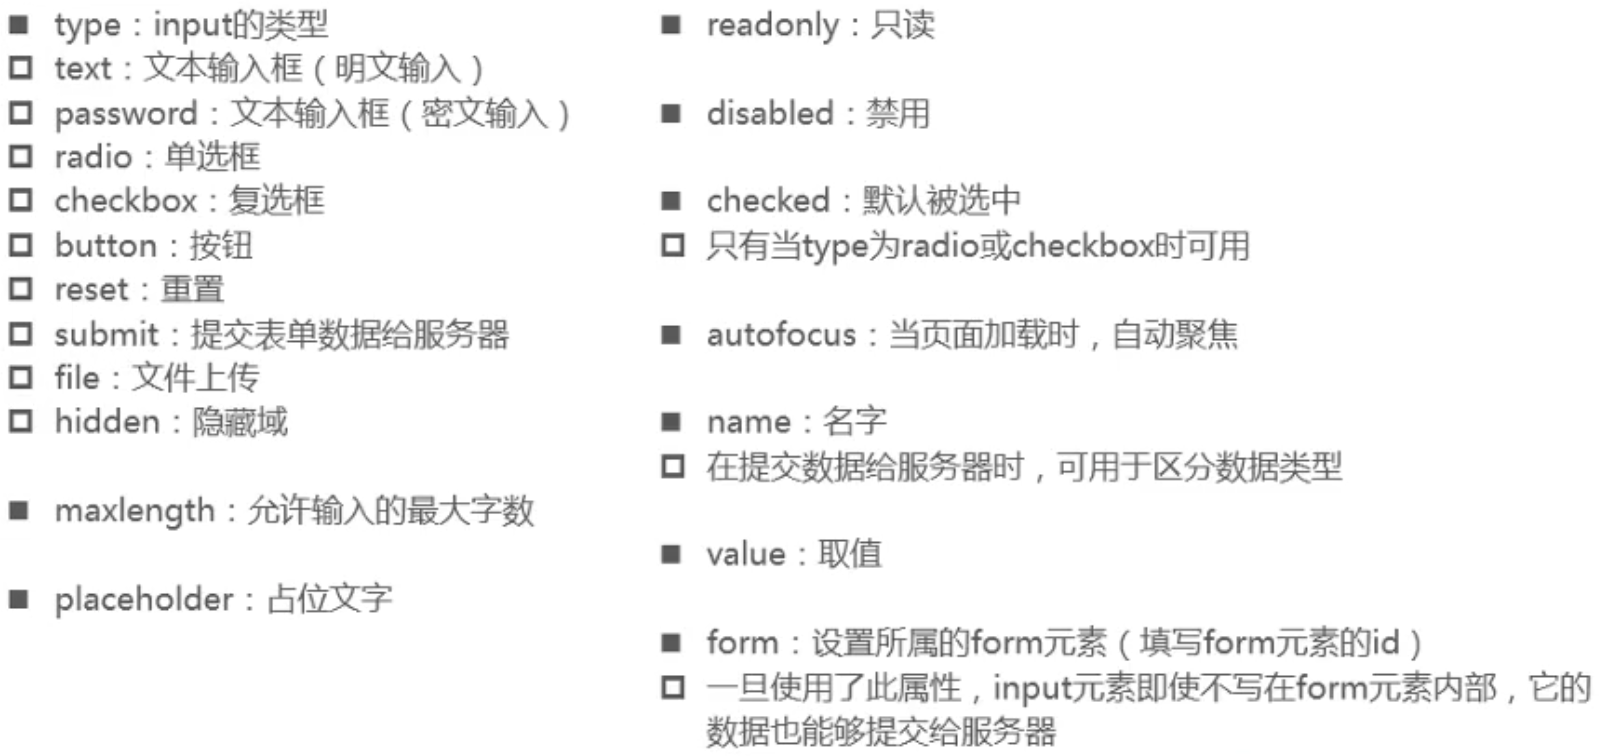 ■ type：input的类型
□ text：文本输入框（明文输入）
□ password：文本输入框（密文输入）
□ radio：单选框
□ checkbox：复选框
□ button：按钮
□ reset：重置
□ submit：提交表单数据给服务器
□ file：文件上传
□ hidden：隐藏域
■ maxlength：允许输入的最大字数
■ placeholder：占位文字
■ readonly：只读
■ disabled：禁用
■ checked：默认被选中
□ 只有当type为radio或checkbox时可用
■ autofocus：当页面加载时，自动聚焦
■ name：名字
□ 在提交数据给服务器时，可用于区分数据类型
■ value：取值
■ form：设置所属的form元素（填写form元素的id）
□ 一旦使用了此属性，input元素即使不写在form元素内部，它的
数据也能够提交给服务器